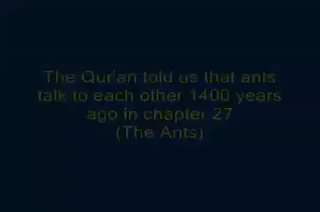 The Qur'an told us that ants
talk to each other 1400 years
ago in chapter 27
(The Ants)